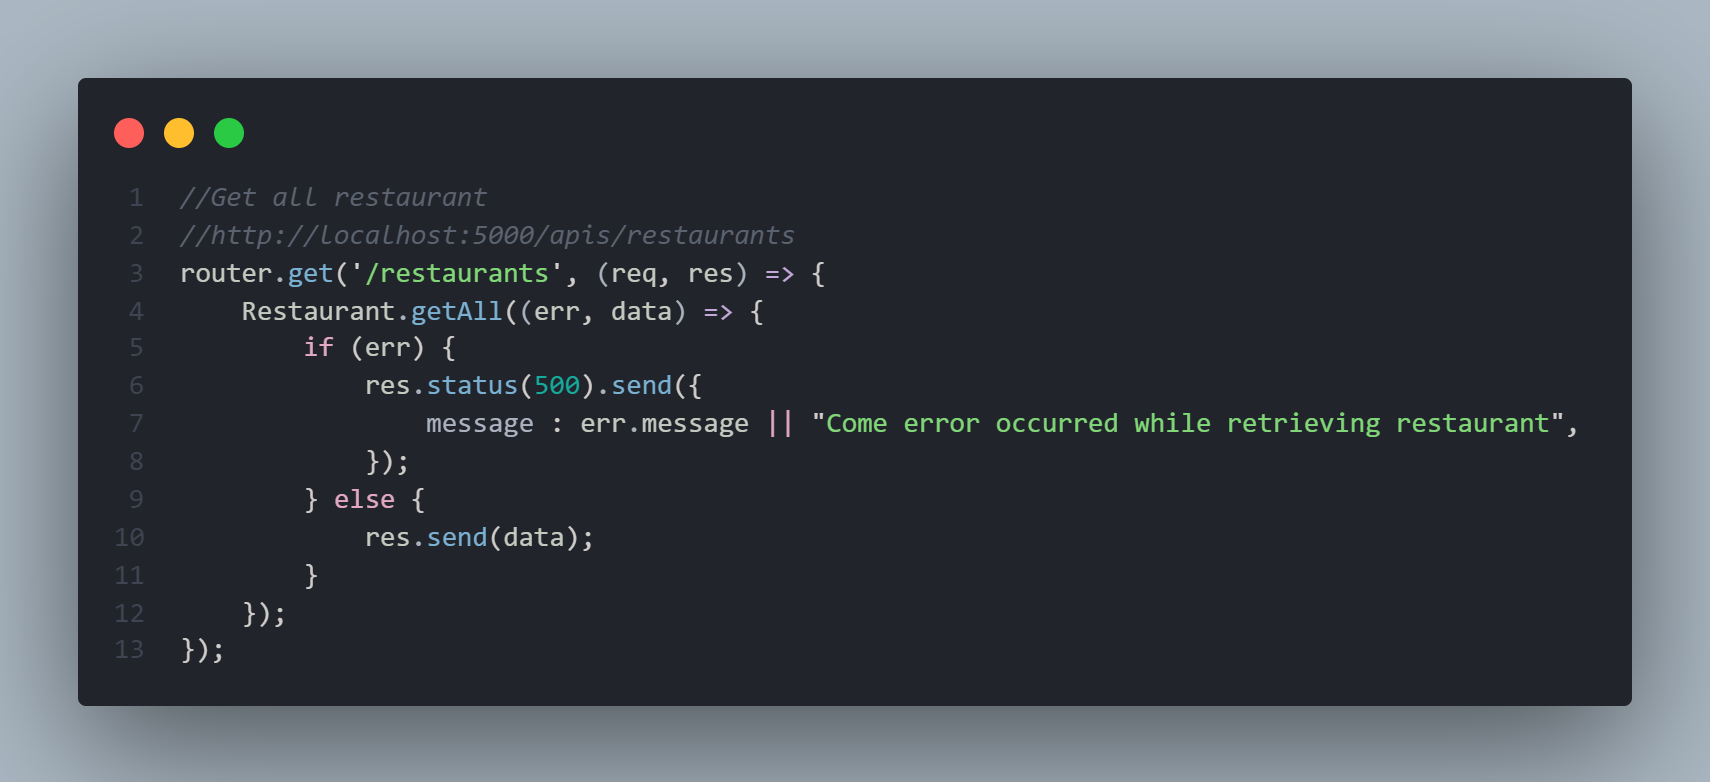 1 //Get all restaurant
2 //http://localhost:5000/apis/restaurants
3 router.get('/restaurants', (req, res) => {
4     Restaurant.getAll((err, data) => {
5         if (err) {
6             res.status(500).send({
7                 message : err.message || "Come error occurred while retrieving restaurant",
8             });
9         } else {
10             res.send(data);
11         }
12     });
13 });